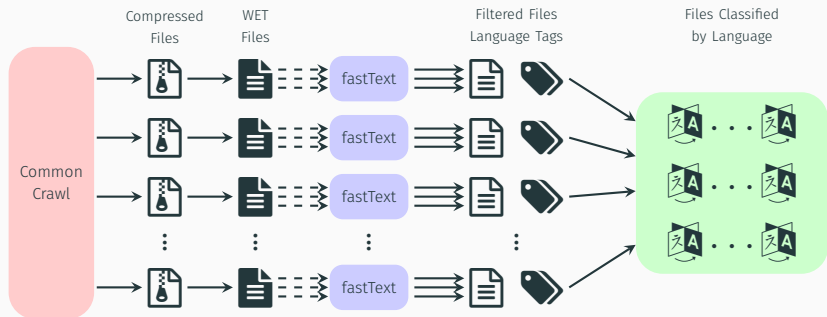 Compressed
Files
WET
Files
Filtered Files
Language Tags
Files Classified
by Language
Common
Crawl
fastText
fastText
fastText
fastText